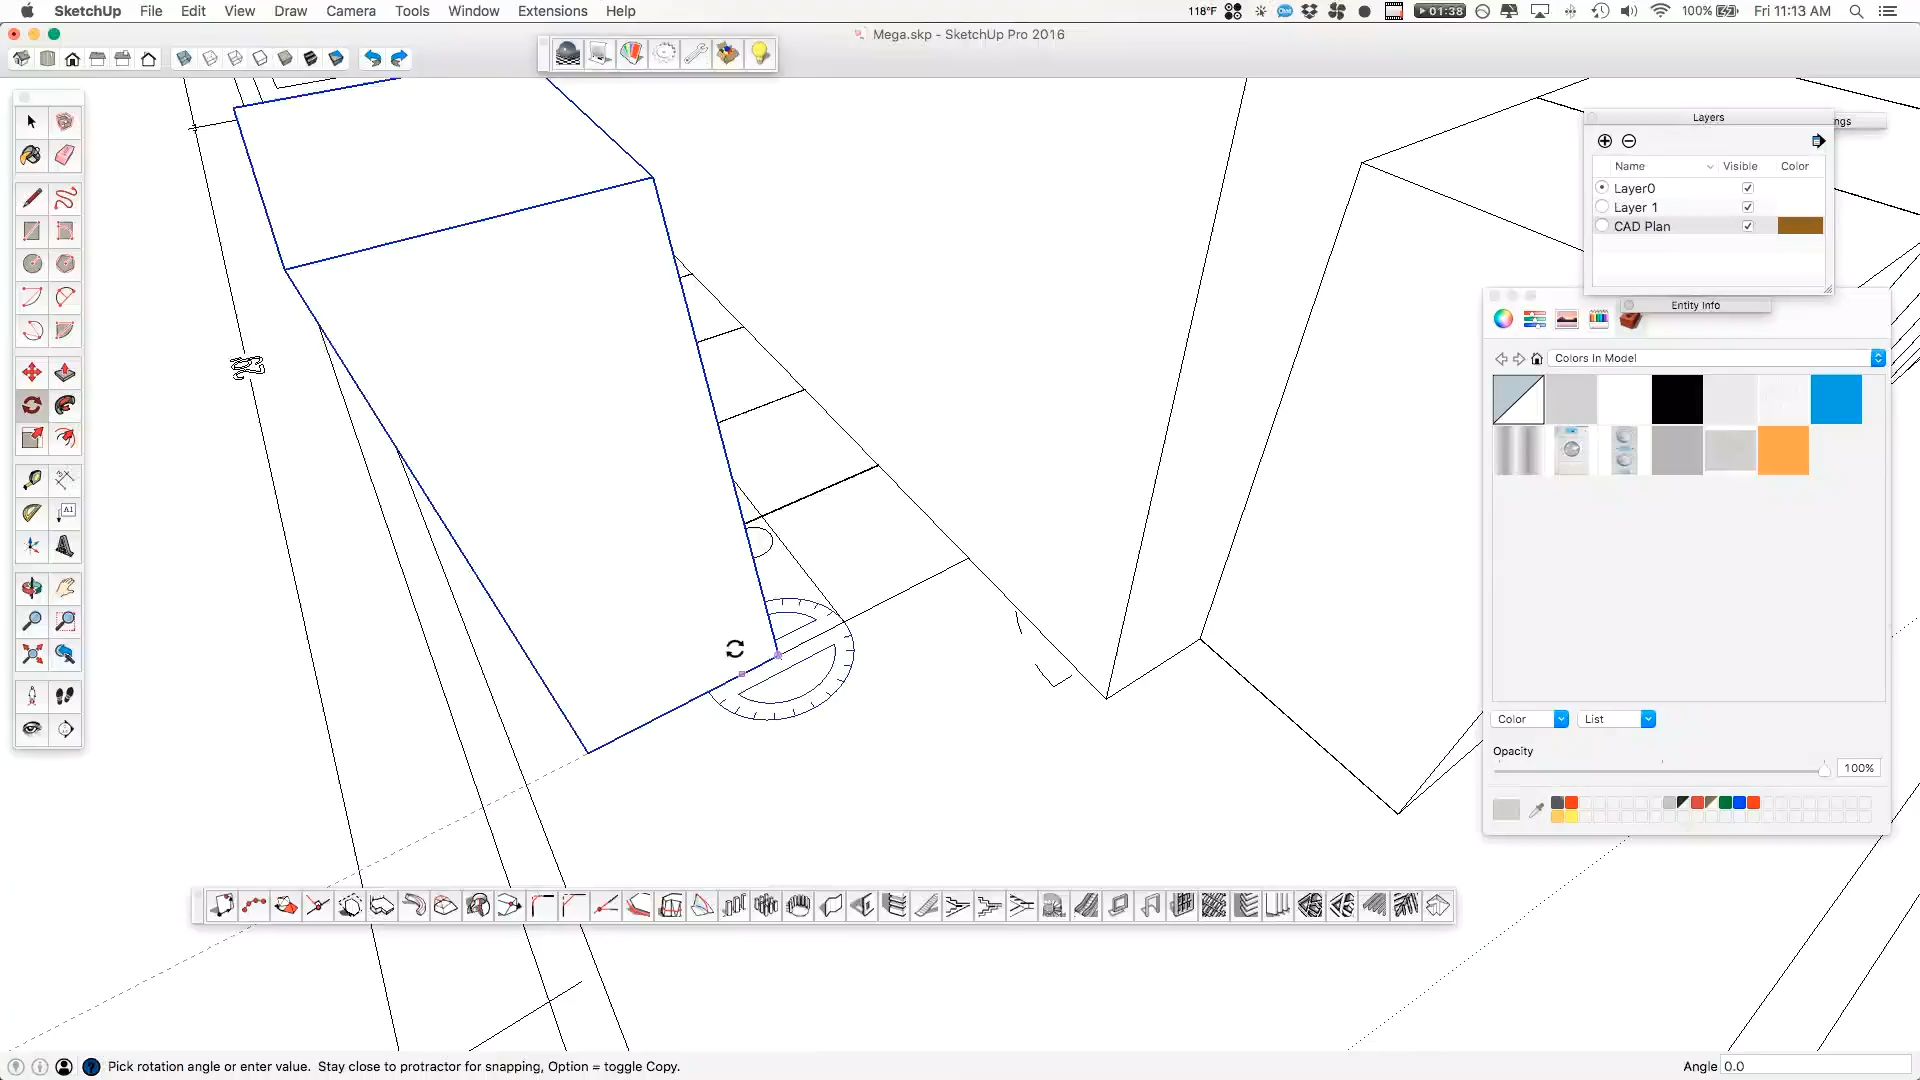 SketchUp File Edit View Draw Camera Tools Window Extensions Help
118°F 01:38 100% Fri 11:13 AM
Mega.skp - SketchUp Pro 2016
Layers
ngs
Name Visible Color
Layer0
Layer 1
CAD Plan
Entity Info
Colors In Model
A1
Color List
Opacity
100%
Pick rotation angle or enter value. Stay close to protractor for snapping, Option = toggle Copy.
Angle 0.0